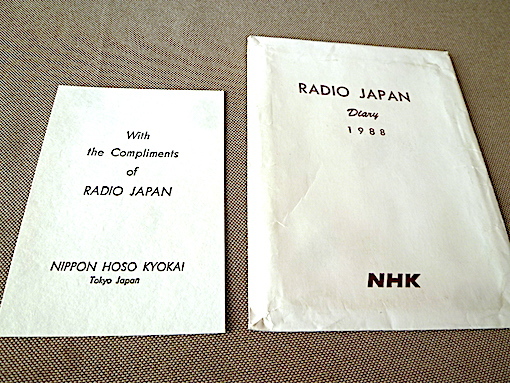 With
the Compliments
of
RADIO JAPAN
NIPPON HOSO KYOKAI
Tokyo Japan
RADIO JAPAN
Diary
1988
NHK